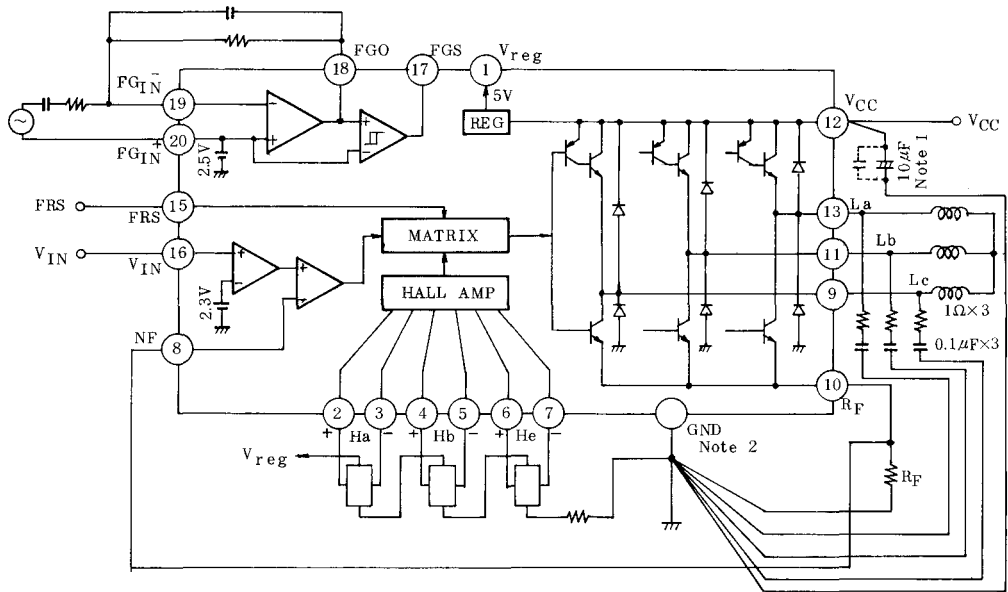 FGO
FGS
Vreg
18
17
1
FGIN-
19
5V
REG
VCC
12
VCC
20
FGIN+
2.5V
10μF
Note 1
FRS
15
FRS
La
13
VIN
16
VIN
MATRIX
Lb
11
HALL AMP
Lc
9
2.3V
1Ω×3
NF
8
0.1μF×3
10
RF
2
3
4
5
6
7
+
Ha
-
+
Hb
-
+
He
-
GND
Note 2
Vreg
RF